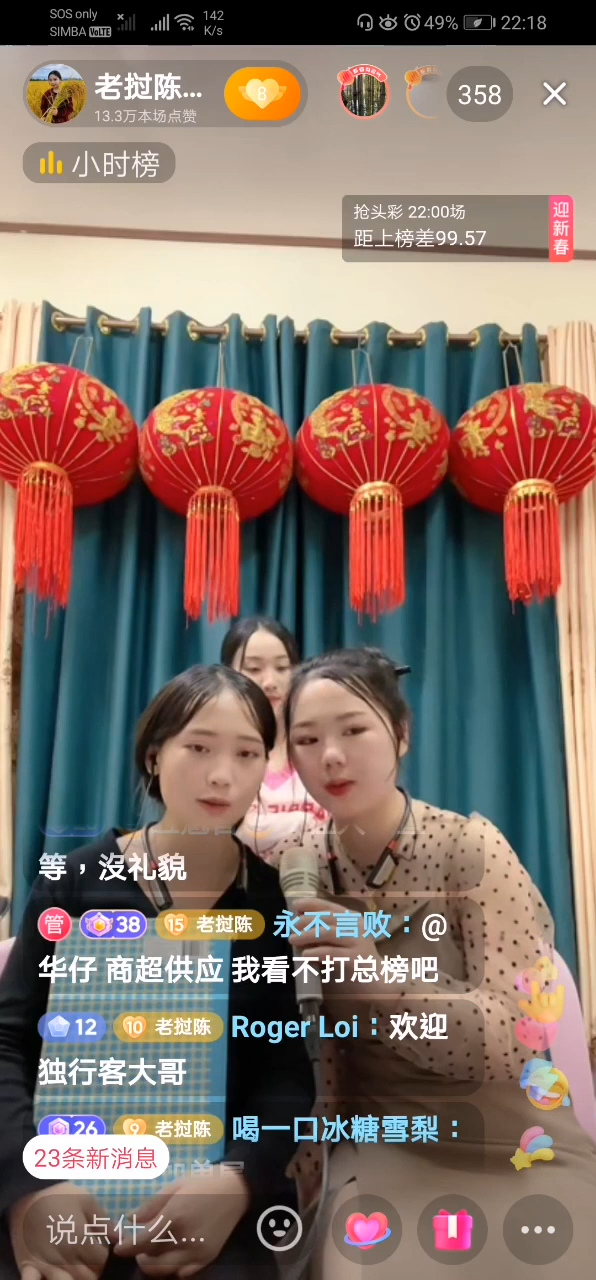 SOS only
SIMBA VoLTE
142
K/s
49%
22:18
老挝陈...
13.3万本场点赞
8
358
小时榜
抢头彩 22:00场
距上榜差99.57
迎新春
等，沒礼貌
管 38 15 老挝陈 永不言败：@
华仔 商超供应 我看不打总榜吧
12 10 老挝陈 Roger Loi：欢迎
独行客大哥
26 9 老挝陈 喝一口冰糖雪梨：
23条新消息
说点什么...